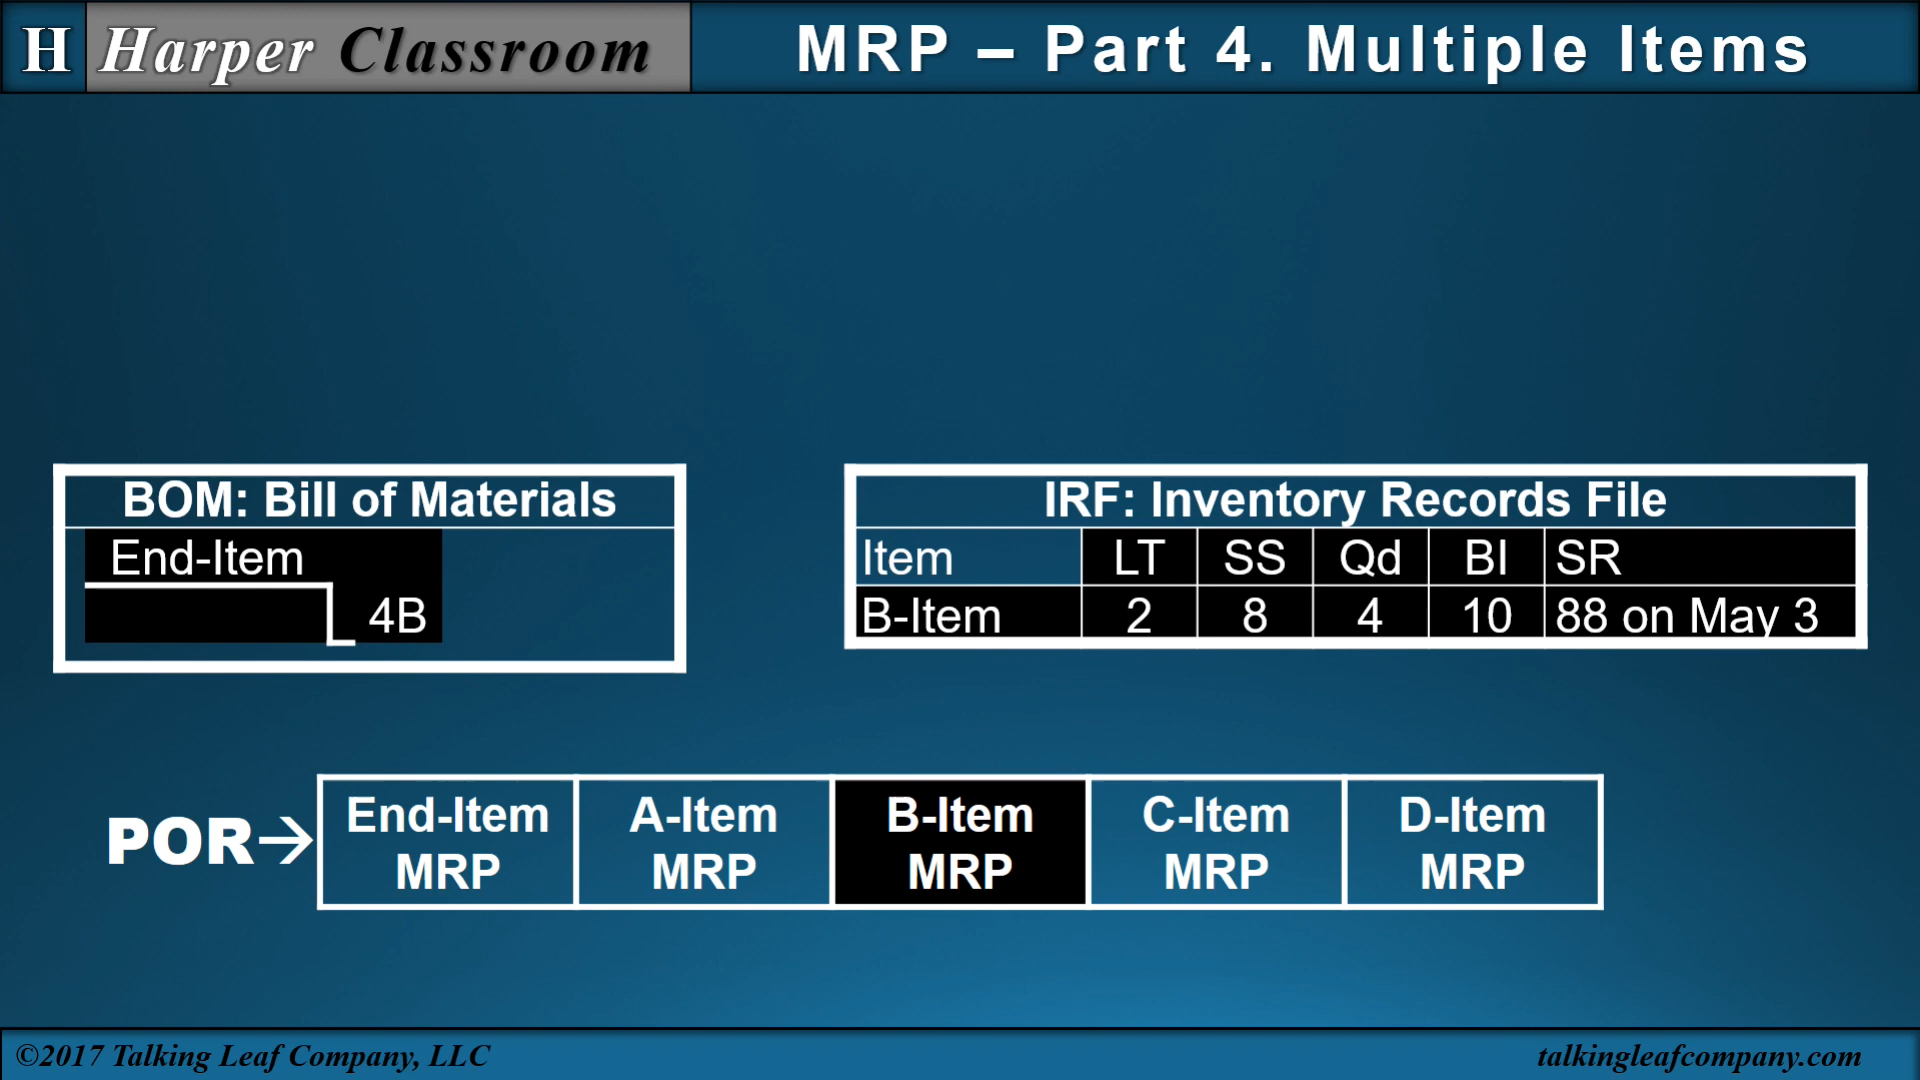 H Harper Classroom MRP – Part 4. Multiple Items
BOM: Bill of Materials
End-Item
4B
IRF: Inventory Records File
Item LT SS Qd BI SR
B-Item 2 8 4 10 88 on May 3
POR→
End-Item MRP
A-Item MRP
B-Item MRP
C-Item MRP
D-Item MRP
©2017 Talking Leaf Company, LLC
talkingleafcompany.com